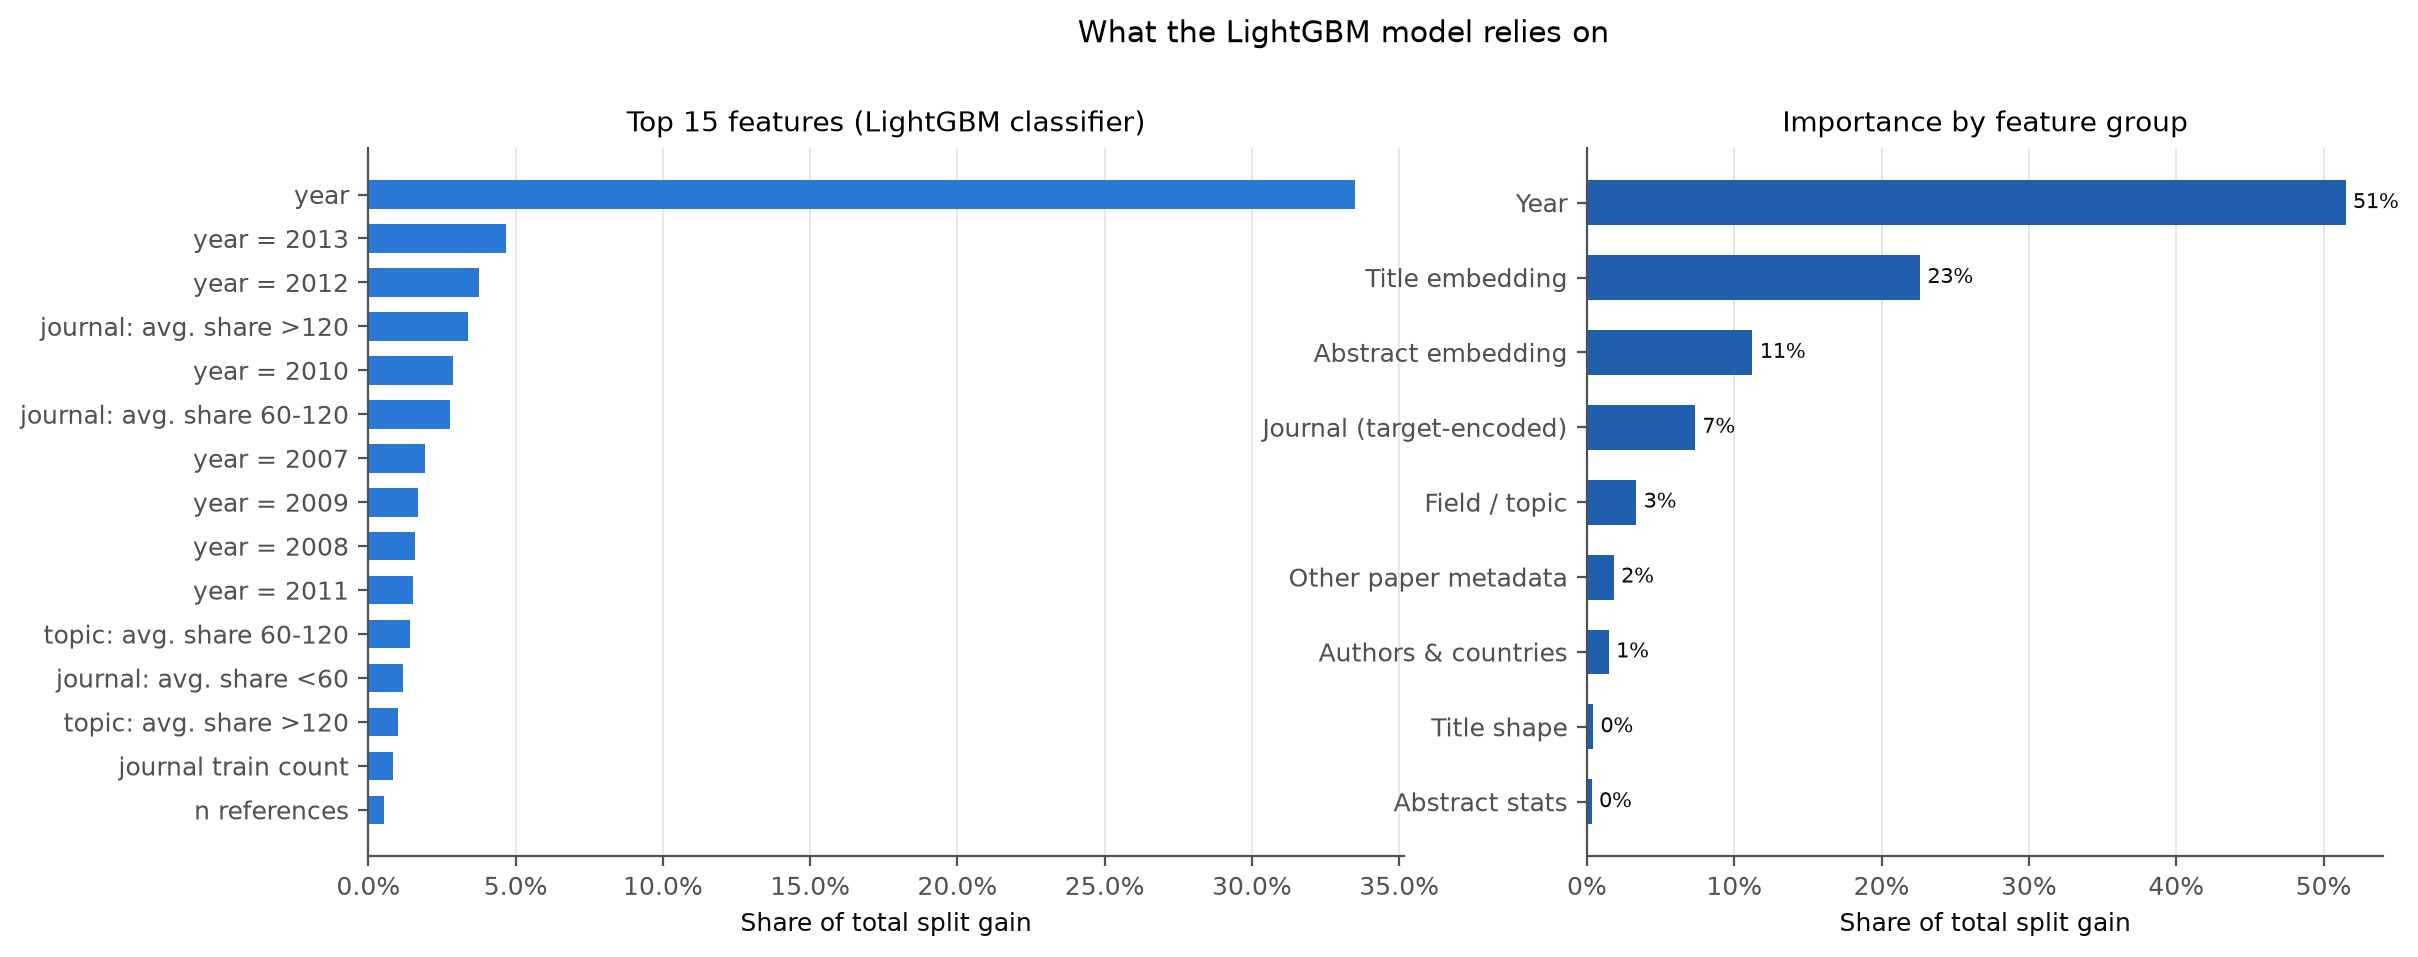 What the LightGBM model relies on
Top 15 features (LightGBM classifier)
year
year = 2013
year = 2012
journal: avg. share >120
year = 2010
journal: avg. share 60-120
year = 2007
year = 2009
year = 2008
year = 2011
topic: avg. share 60-120
journal: avg. share <60
topic: avg. share >120
journal train count
n references
0.0% 5.0% 10.0% 15.0% 20.0% 25.0% 30.0% 35.0%
Share of total split gain
Importance by feature group
Year 51%
Title embedding 23%
Abstract embedding 11%
Journal (target-encoded) 7%
Field / topic 3%
Other paper metadata 2%
Authors & countries 1%
Title shape 0%
Abstract stats 0%
0% 10% 20% 30% 40% 50%
Share of total split gain